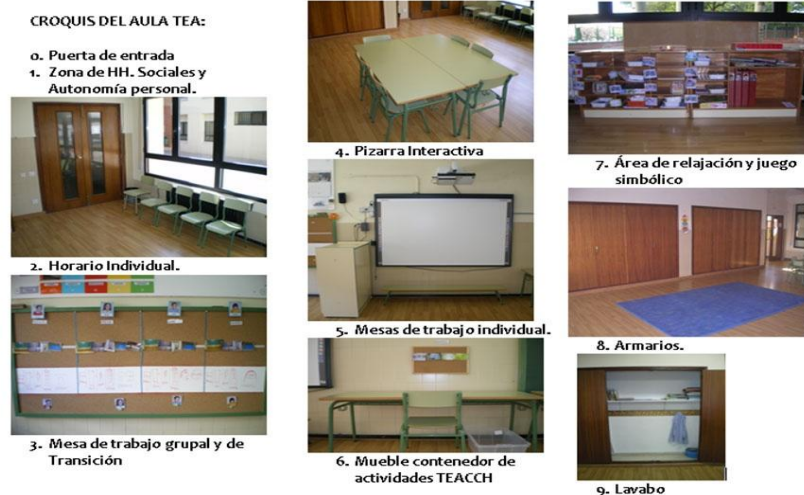 CROQUIS DEL AULA TEA:
0. Puerta de entrada
1. Zona de HH. Sociales y
Autonomía personal.
2. Horario Individual.
3. Mesa de trabajo grupal y de
Transición
4. Pizarra Interactiva
5. Mesas de trabajo individual.
6. Mueble contenedor de
actividades TEACCH
7. Área de relajación y juego
simbólico
8. Armarios.
9. Lavabo